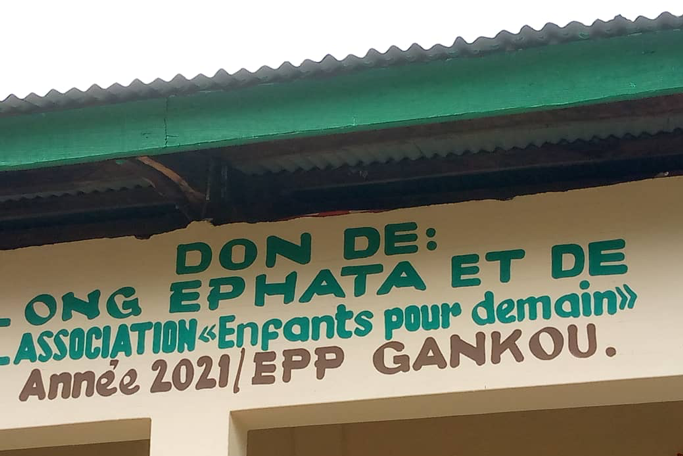 DON DE:
ONG EPHATA ET DE
ASSOCIATION «Enfants pour demain»
Année 2021/EPP GANKOU.